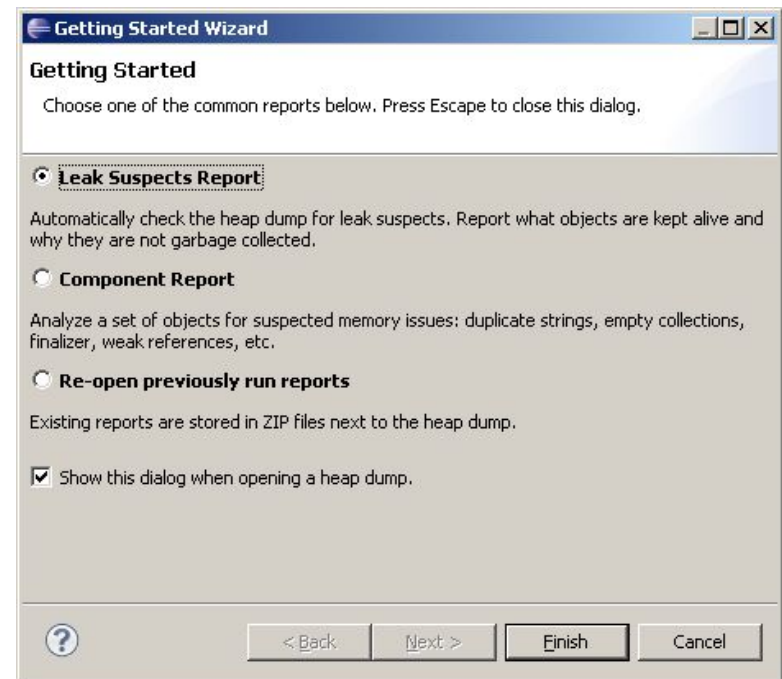 Getting Started Wizard
Getting Started
Choose one of the common reports below. Press Escape to close this dialog.
Leak Suspects Report
Automatically check the heap dump for leak suspects. Report what objects are kept alive and
why they are not garbage collected.
Component Report
Analyze a set of objects for suspected memory issues: duplicate strings, empty collections,
finalizer, weak references, etc.
Re-open previously run reports
Existing reports are stored in ZIP files next to the heap dump.
Show this dialog when opening a heap dump.
?
< Back
Next >
Finish
Cancel